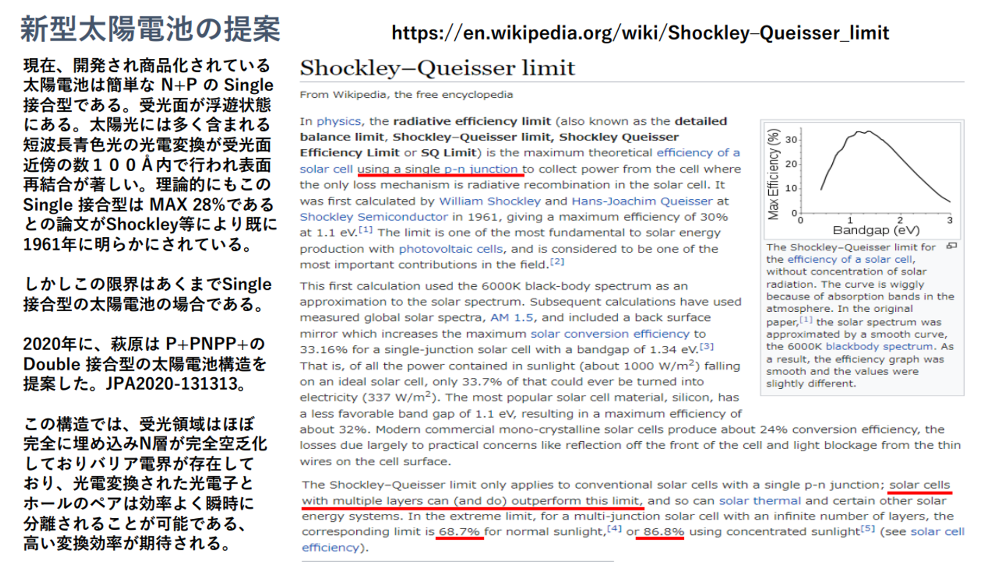 新型太陽電池の提案
https://en.wikipedia.org/wiki/Shockley–Queisser_limit
現在、開発され商品化されている
太陽電池は簡単な N+P の Single
接合型である。受光面が浮遊状態
にある。太陽光には多く含まれる
短波長青色光の光電変換が受光面
近傍の数１００Å内で行われ表面
再結合が著しい。理論的にもこの
Single 接合型は MAX 28%である
との論文がShockley等により既に
1961年に明らかにされている。
しかしこの限界はあくまでSingle
接合型の太陽電池の場合である。
2020年に、萩原は P+PNPP+の
Double 接合型の太陽電池構造を
提案した。JPA2020-131313。
この構造では、受光領域はほぼ
完全に埋め込みN層が完全空乏化
しておりバリア電界が存在して
おり、光電変換された光電子と
ホールのペアは効率よく瞬時に
分離されることが可能である、
高い変換効率が期待される。
Shockley–Queisser limit
From Wikipedia, the free encyclopedia
In physics, the radiative efficiency limit (also known as the detailed
balance limit, Shockley–Queisser limit, Shockley Queisser
Efficiency Limit or SQ Limit) is the maximum theoretical efficiency of a
solar cell using a single p-n junction to collect power from the cell where
the only loss mechanism is radiative recombination in the solar cell. It
was first calculated by William Shockley and Hans-Joachim Queisser at
Shockley Semiconductor in 1961, giving a maximum efficiency of 30%
at 1.1 eV.[1] The limit is one of the most fundamental to solar energy
production with photovoltaic cells, and is considered to be one of the
most important contributions in the field.[2]
This first calculation used the 6000K black-body spectrum as an
approximation to the solar spectrum. Subsequent calculations have used
measured global solar spectra, AM 1.5, and included a back surface
mirror which increases the maximum solar conversion efficiency to
33.16% for a single-junction solar cell with a bandgap of 1.34 eV.[3]
That is, of all the power contained in sunlight (about 1000 W/m2) falling
on an ideal solar cell, only 33.7% of that could ever be turned into
electricity (337 W/m2). The most popular solar cell material, silicon, has
a less favorable band gap of 1.1 eV, resulting in a maximum efficiency of
about 32%. Modern commercial mono-crystalline solar cells produce about 24% conversion efficiency, the
losses due largely to practical concerns like reflection off the front of the cell and light blockage from the thin
wires on the cell surface.
The Shockley–Queisser limit only applies to conventional solar cells with a single p-n junction; solar cells
with multiple layers can (and do) outperform this limit, and so can solar thermal and certain other solar
energy systems. In the extreme limit, for a multi-junction solar cell with an infinite number of layers, the
corresponding limit is 68.7% for normal sunlight,[4] or 86.8% using concentrated sunlight[5] (see solar cell
efficiency).
Max Efficiency (%)
30
20
10
0
0 1 2 3
Bandgap (eV)
The Shockley–Queisser limit for
the efficiency of a solar cell,
without concentration of solar
radiation. The curve is wiggly
because of absorption bands in the
atmosphere. In the original
paper,[1] the solar spectrum was
approximated by a smooth curve,
the 6000K blackbody spectrum. As
a result, the efficiency graph was
smooth and the values were
slightly different.